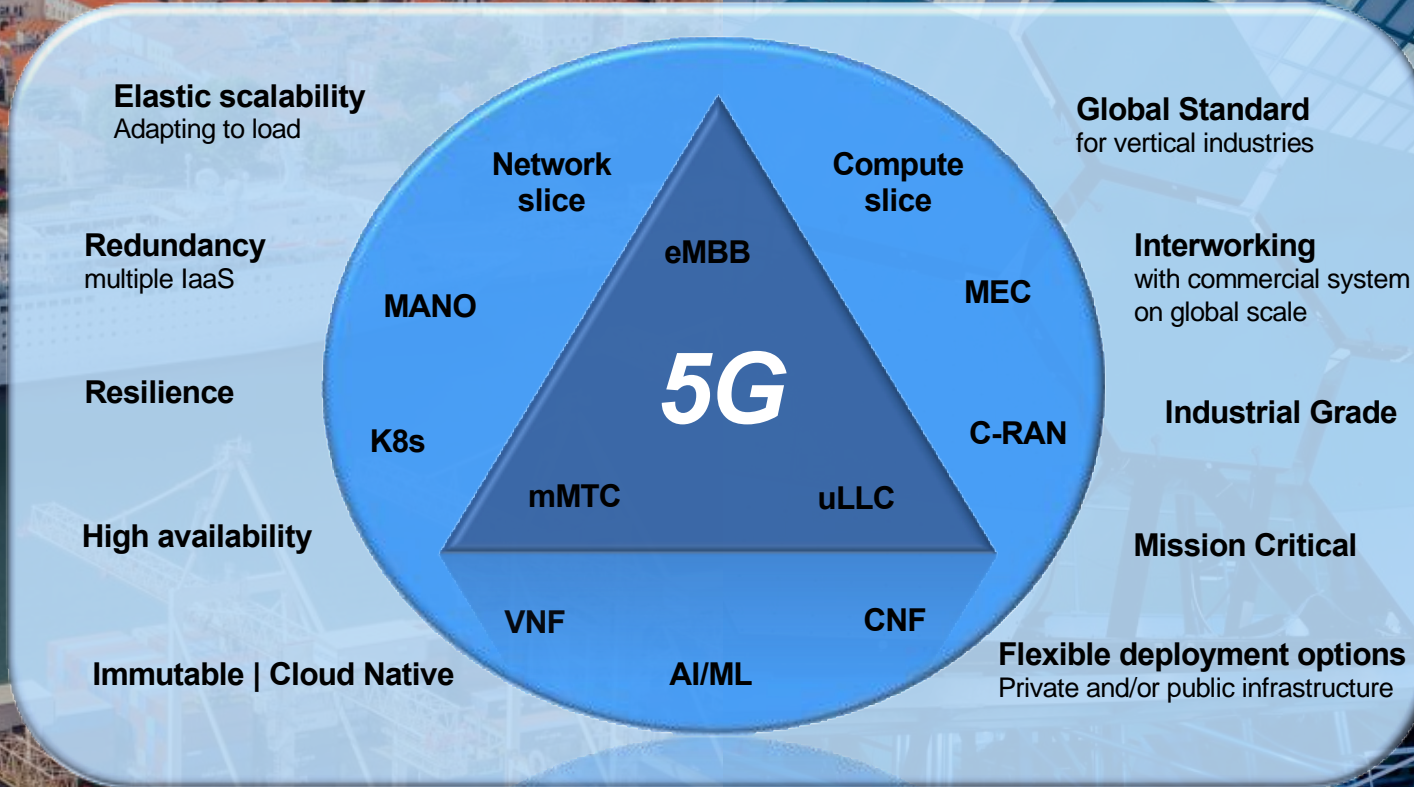 Elastic scalability
Adapting to load
Redundancy
multiple IaaS
Resilience
High availability
Immutable | Cloud Native
Network
slice
Compute
slice
eMBB
MANO
MEC
5G
K8s
C-RAN
mMTC
uLLC
VNF
CNF
AI/ML
Global Standard
for vertical industries
Interworking
with commercial system
on global scale
Industrial Grade
Mission Critical
Flexible deployment options
Private and/or public infrastructure